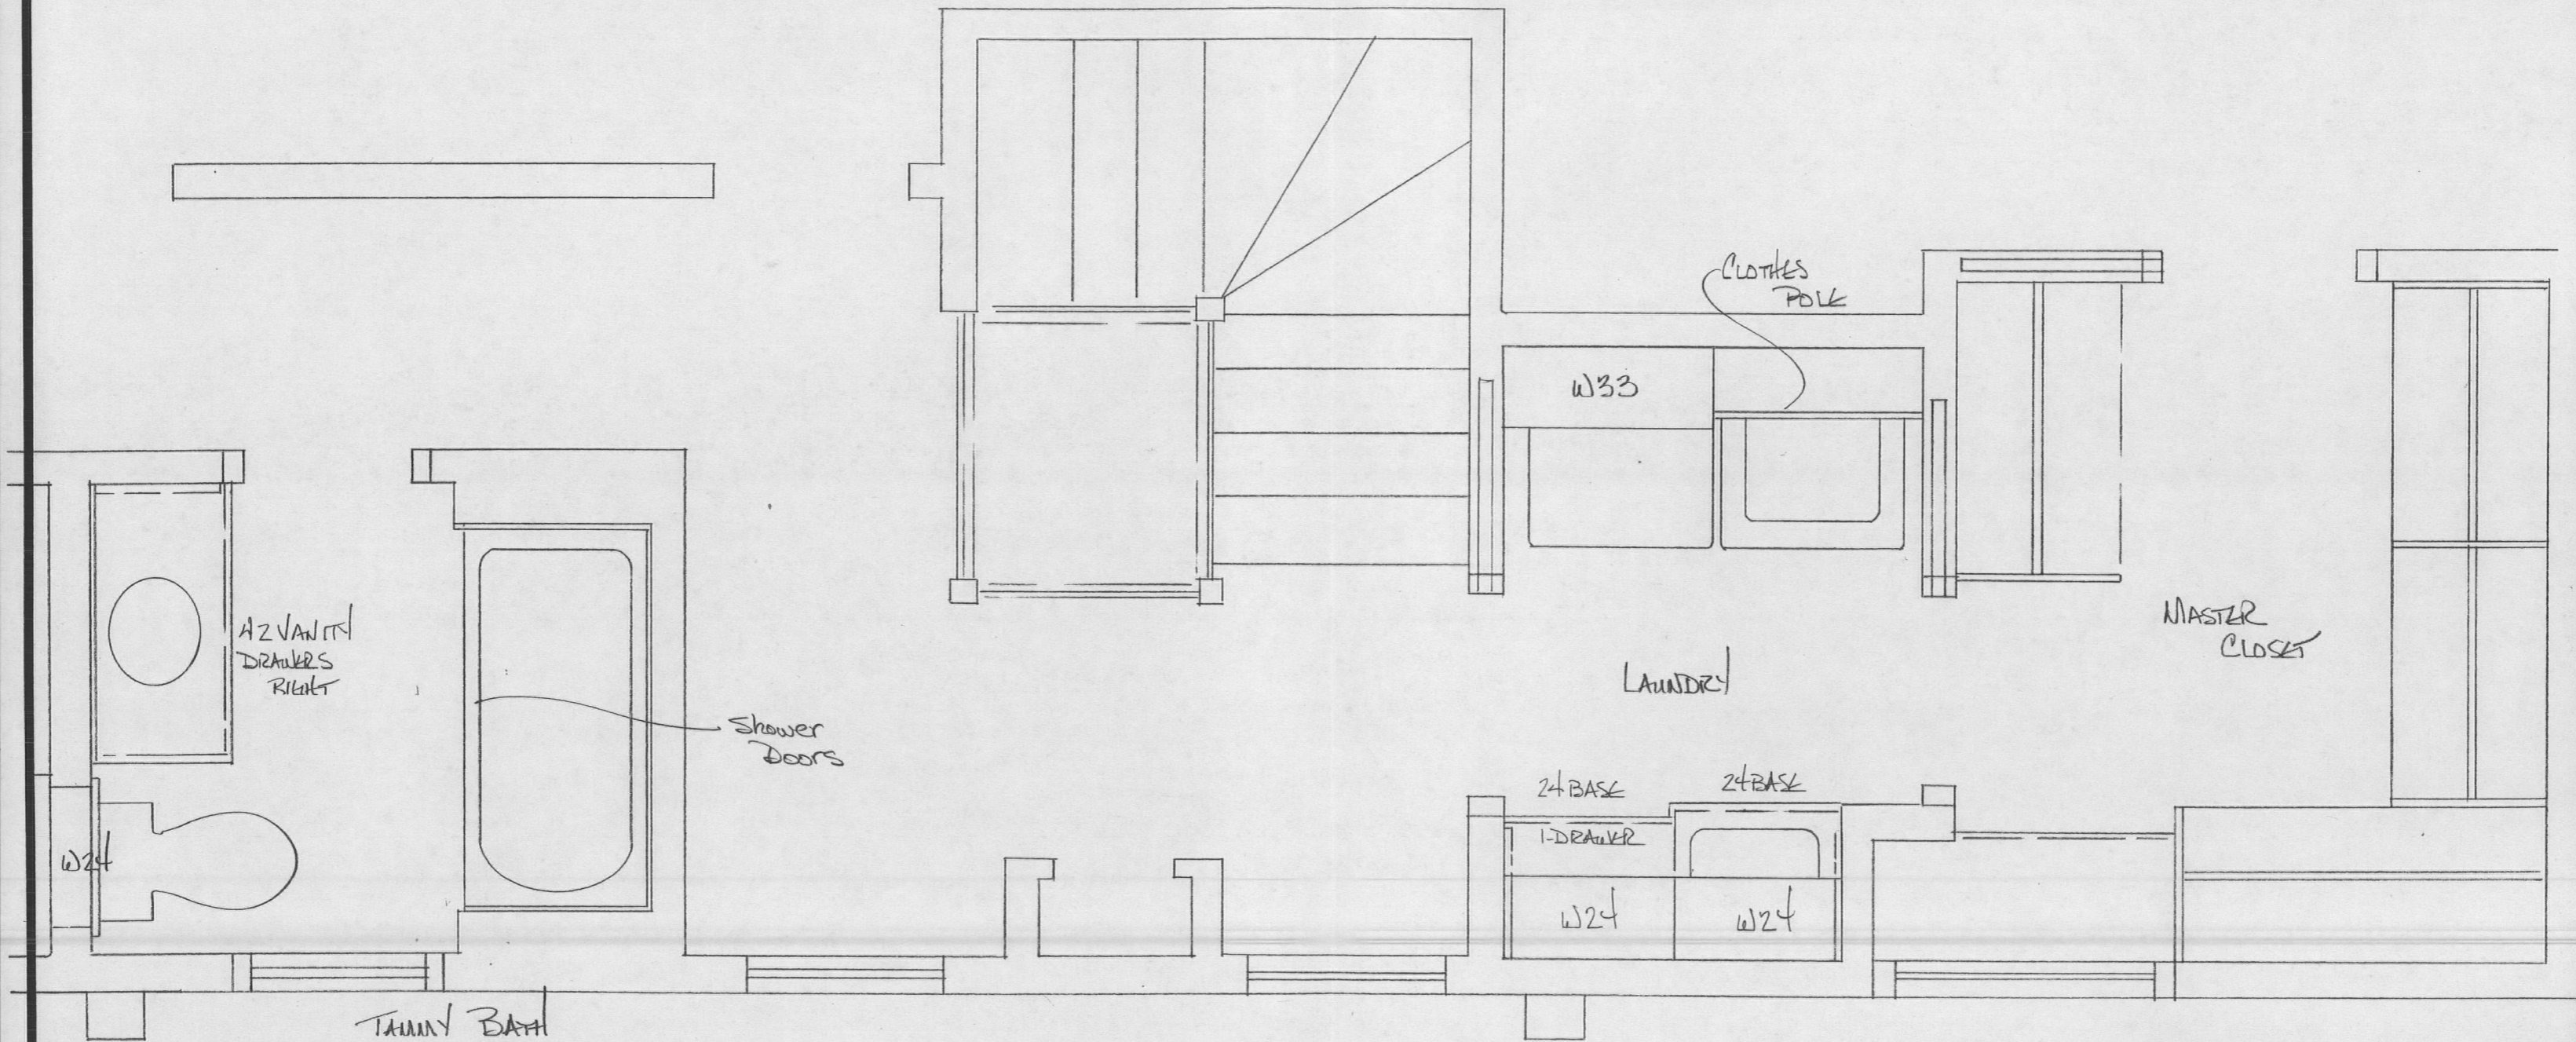 CLOTHES
POLE
W33
42 VANITY
DRAWERS
RIGHT
MASTER
CLOSET
LAUNDRY
Shower
Doors
24 BASE
24 BASE
1-DRAWER
W24
W24
W24
TAMMY BATH